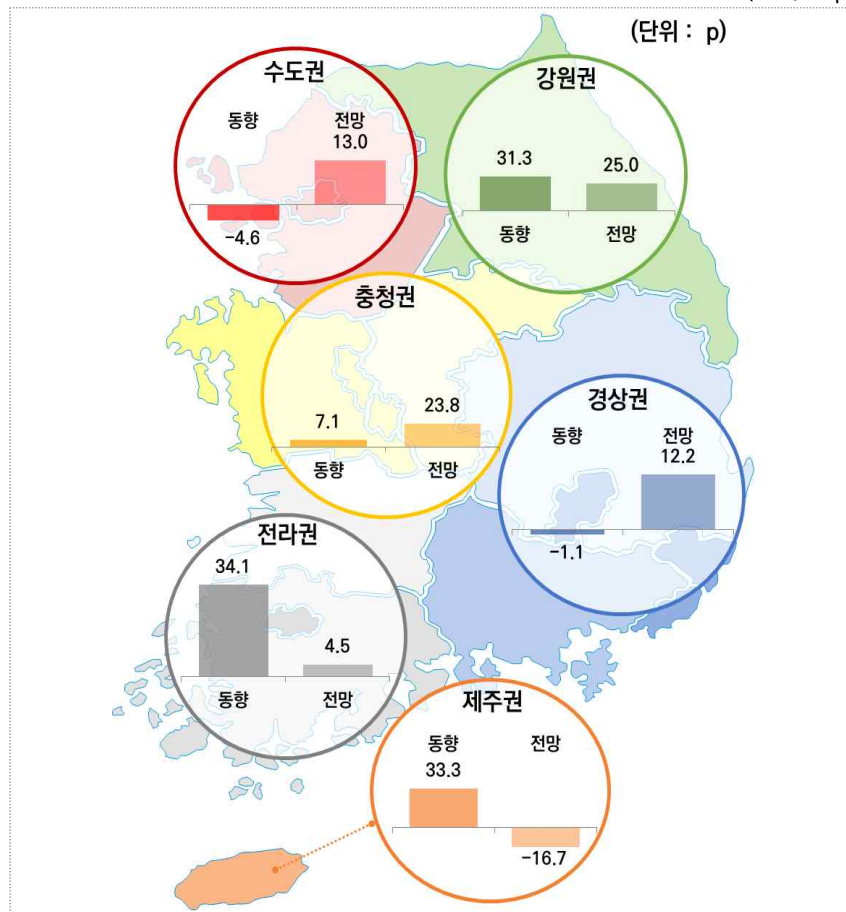 (단위 : p)
수도권
동향
전망
13.0
-4.6
강원권
31.3
25.0
동향
전망
충청권
7.1
23.8
동향
전망
경상권
동향
전망
12.2
-1.1
전라권
34.1
4.5
동향
전망
제주권
동향
전망
33.3
-16.7